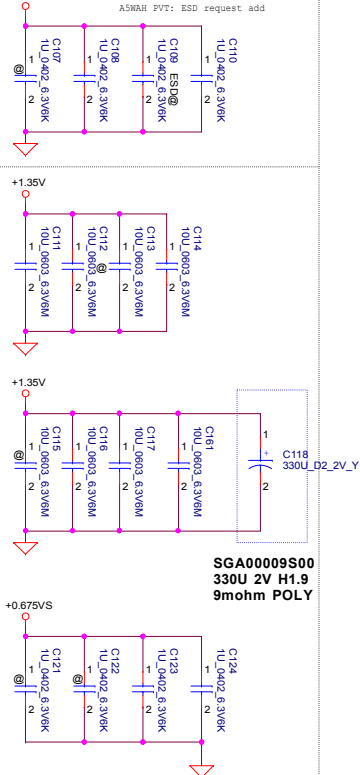 A5WAH PVT: ESD request add
C107
1U_0402_6.3V6K
@
1
2
C108
1U_0402_6.3V6K
1
2
C109
1U_0402_6.3V6K
ESD@
1
2
C110
1U_0402_6.3V6K
1
2
+1.35V
C111
10U_0603_6.3V6M
1
2
C112
10U_0603_6.3V6M
1
2
C113
10U_0603_6.3V6M
@
1
2
C114
10U_0603_6.3V6M
1
2
+1.35V
C115
10U_0603_6.3V6M
@
1
2
C116
10U_0603_6.3V6M
1
2
C117
10U_0603_6.3V6M
1
2
C161
10U_0603_6.3V6M
1
2
1
+
2
C118
330U_D2_2V_Y
SGA00009S00
330U 2V H1.9
9mohm POLY
+0.675VS
C121
1U_0402_6.3V6K
@
1
2
C122
1U_0402_6.3V6K
@
1
2
C123
1U_0402_6.3V6K
1
2
C124
1U_0402_6.3V6K
1
2